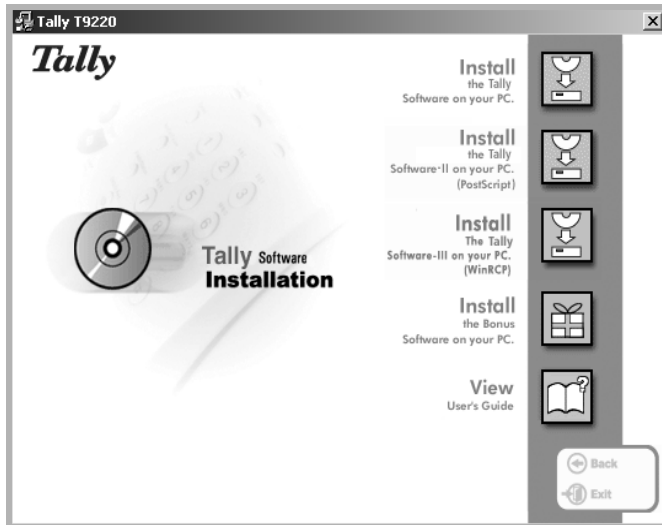 Tally T9220
Tally
Install
the Tally
Software on your PC.
Install
the Tally
Software-II on your PC.
(PostScript)
Install
The Tally
Software-III on your PC.
(WinRCP)
Tally Software
Installation
Install
the Bonus
Software on your PC.
View
User's Guide
Back
Exit